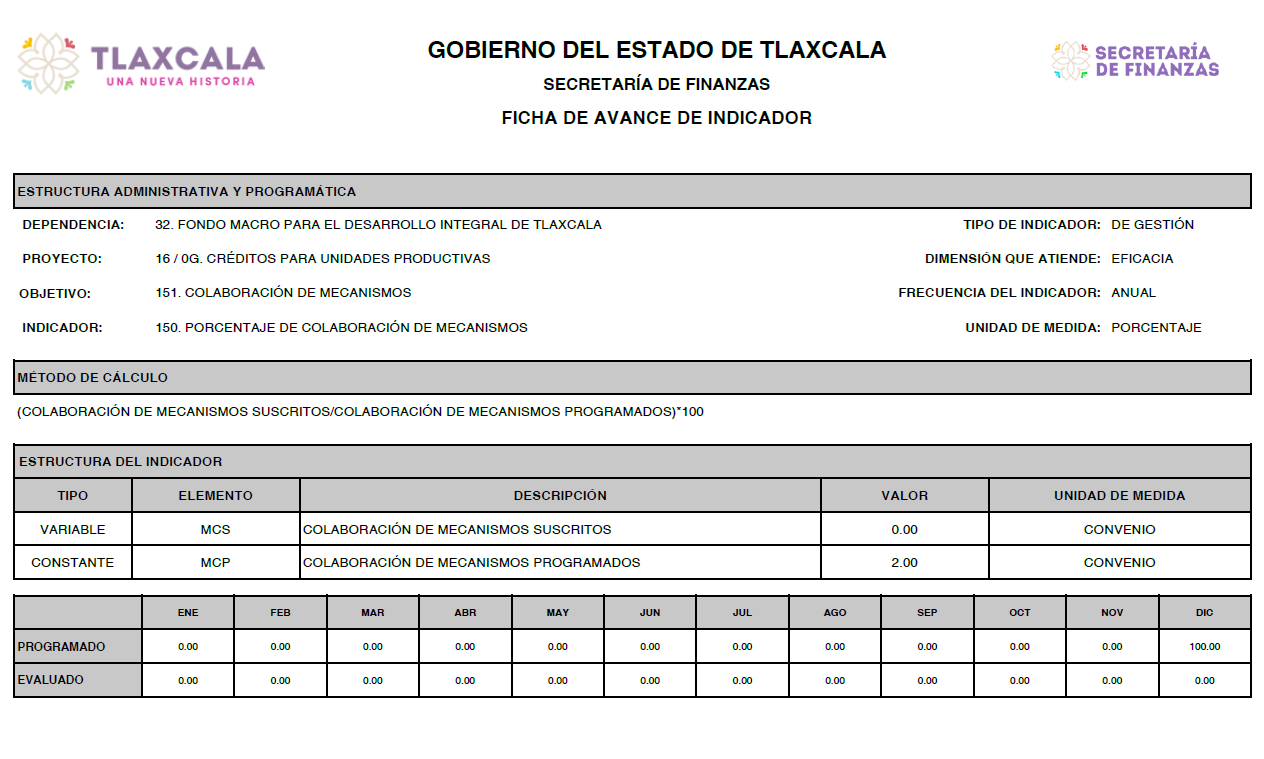 TLAXCALA
UNA NUEVA HISTORIA
GOBIERNO DEL ESTADO DE TLAXCALA
SECRETARÍA DE FINANZAS
FICHA DE AVANCE DE INDICADOR
SECRETARÍA
DE FINANZAS
ESTRUCTURA ADMINISTRATIVA Y PROGRAMÁTICA
DEPENDENCIA: 32. FONDO MACRO PARA EL DESARROLLO INTEGRAL DE TLAXCALA TIPO DE INDICADOR: DE GESTIÓN
PROYECTO: 16 / 0G. CRÉDITOS PARA UNIDADES PRODUCTIVAS DIMENSIÓN QUE ATIENDE: EFICACIA
OBJETIVO: 151. COLABORACIÓN DE MECANISMOS FRECUENCIA DEL INDICADOR: ANUAL
INDICADOR: 150. PORCENTAJE DE COLABORACIÓN DE MECANISMOS UNIDAD DE MEDIDA: PORCENTAJE
MÉTODO DE CÁLCULO
(COLABORACIÓN DE MECANISMOS SUSCRITOS/COLABORACIÓN DE MECANISMOS PROGRAMADOS)*100
ESTRUCTURA DEL INDICADOR
TIPO ELEMENTO DESCRIPCIÓN VALOR UNIDAD DE MEDIDA
VARIABLE MCS COLABORACIÓN DE MECANISMOS SUSCRITOS 0.00 CONVENIO
CONSTANTE MCP COLABORACIÓN DE MECANISMOS PROGRAMADOS 2.00 CONVENIO
ENE FEB MAR ABR MAY JUN JUL AGO SEP OCT NOV DIC
PROGRAMADO 0.00 0.00 0.00 0.00 0.00 0.00 0.00 0.00 0.00 0.00 0.00 100.00
EVALUADO 0.00 0.00 0.00 0.00 0.00 0.00 0.00 0.00 0.00 0.00 0.00 0.00